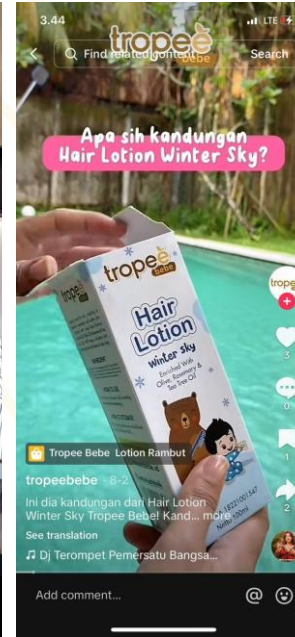 3.44
LTE
tropee
bebe
Find related content
Search
Apa sih kandungan
Hair Lotion Winter Sky?
tropee
bebe
Hair
Lotion
Winter Sky
Enriched With
Olive, Rosemary &
Tea Tree Oil
3
0
1
2
Tropee Bebe Lotion Rambut
tropeebebe · 8-2
Ini dia kandungan dari Hair Lotion
Winter Sky Tropee Bebe! Kand... more
See translation
Dj Terompet Pemersatu Bangsa...
Add comment...
@